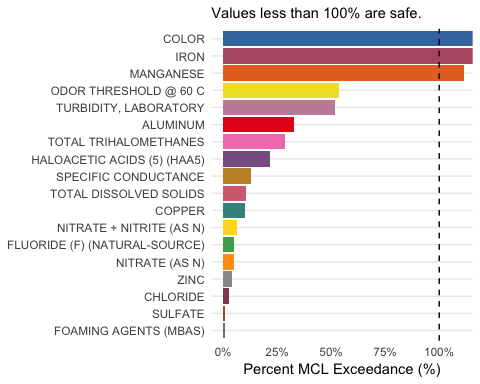 Values less than 100% are safe.
COLOR
IRON
MANGANESE
ODOR THRESHOLD @ 60 C
TURBIDITY, LABORATORY
ALUMINUM
TOTAL TRIHALOMETHANES
HALOACETIC ACIDS (5) (HAA5)
SPECIFIC CONDUCTANCE
TOTAL DISSOLVED SOLIDS
COPPER
NITRATE + NITRITE (AS N)
FLUORIDE (F) (NATURAL-SOURCE)
NITRATE (AS N)
ZINC
CHLORIDE
SULFATE
FOAMING AGENTS (MBAS)
0% 25% 50% 75% 100%
Percent MCL Exceedance (%)